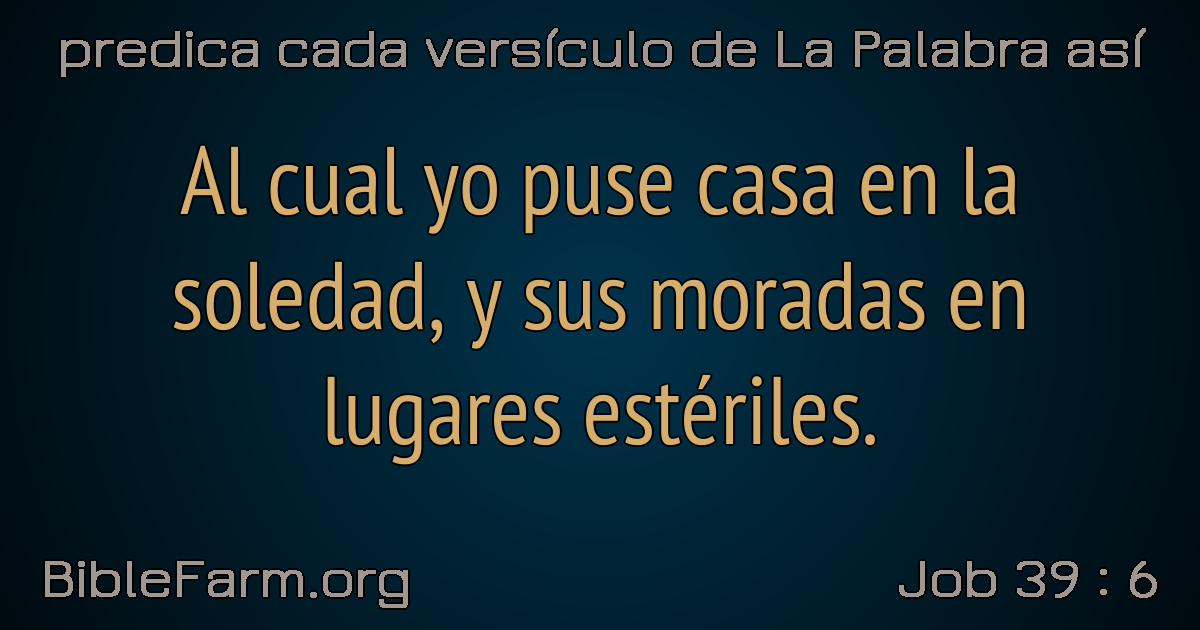 predica cada versículo de La Palabra así
Al cual yo puse casa en la
soledad, y sus moradas en
lugares estériles.
BibleFarm.org
Job 39 : 6